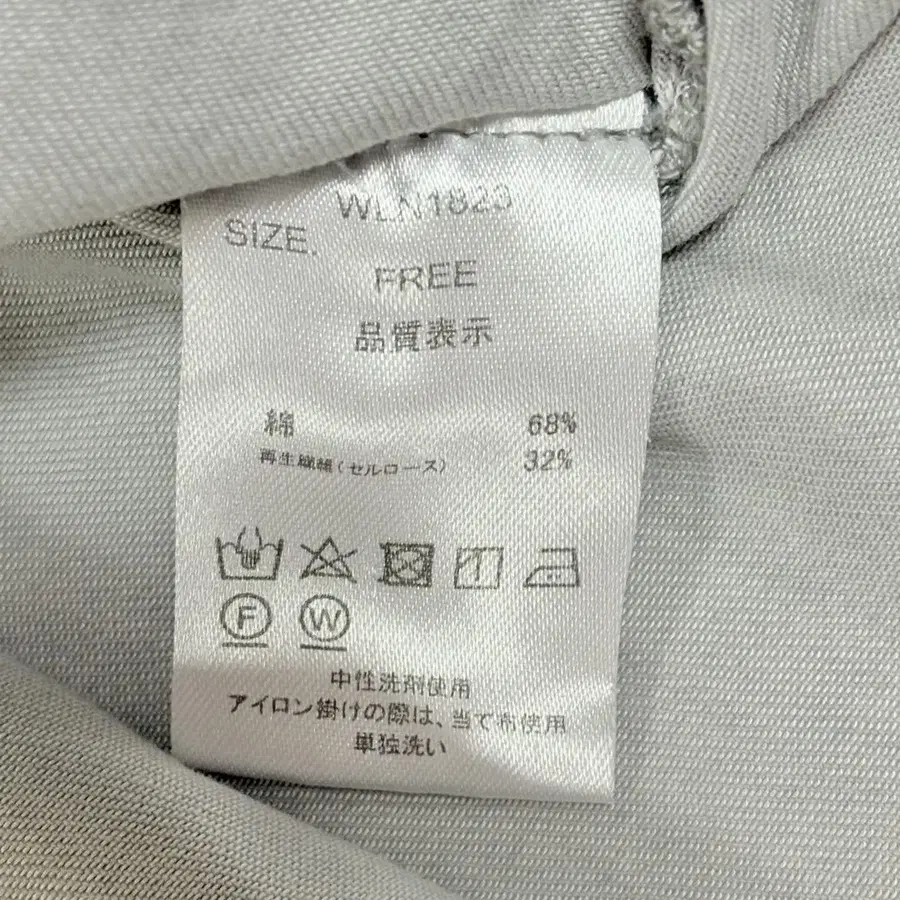 WLN1823
SIZE.
FREE
品質表示
綿 68%
再生繊維(セルロース) 32%
F W
中性洗剤使用
アイロン掛けの際は、当て布使用
単独洗い